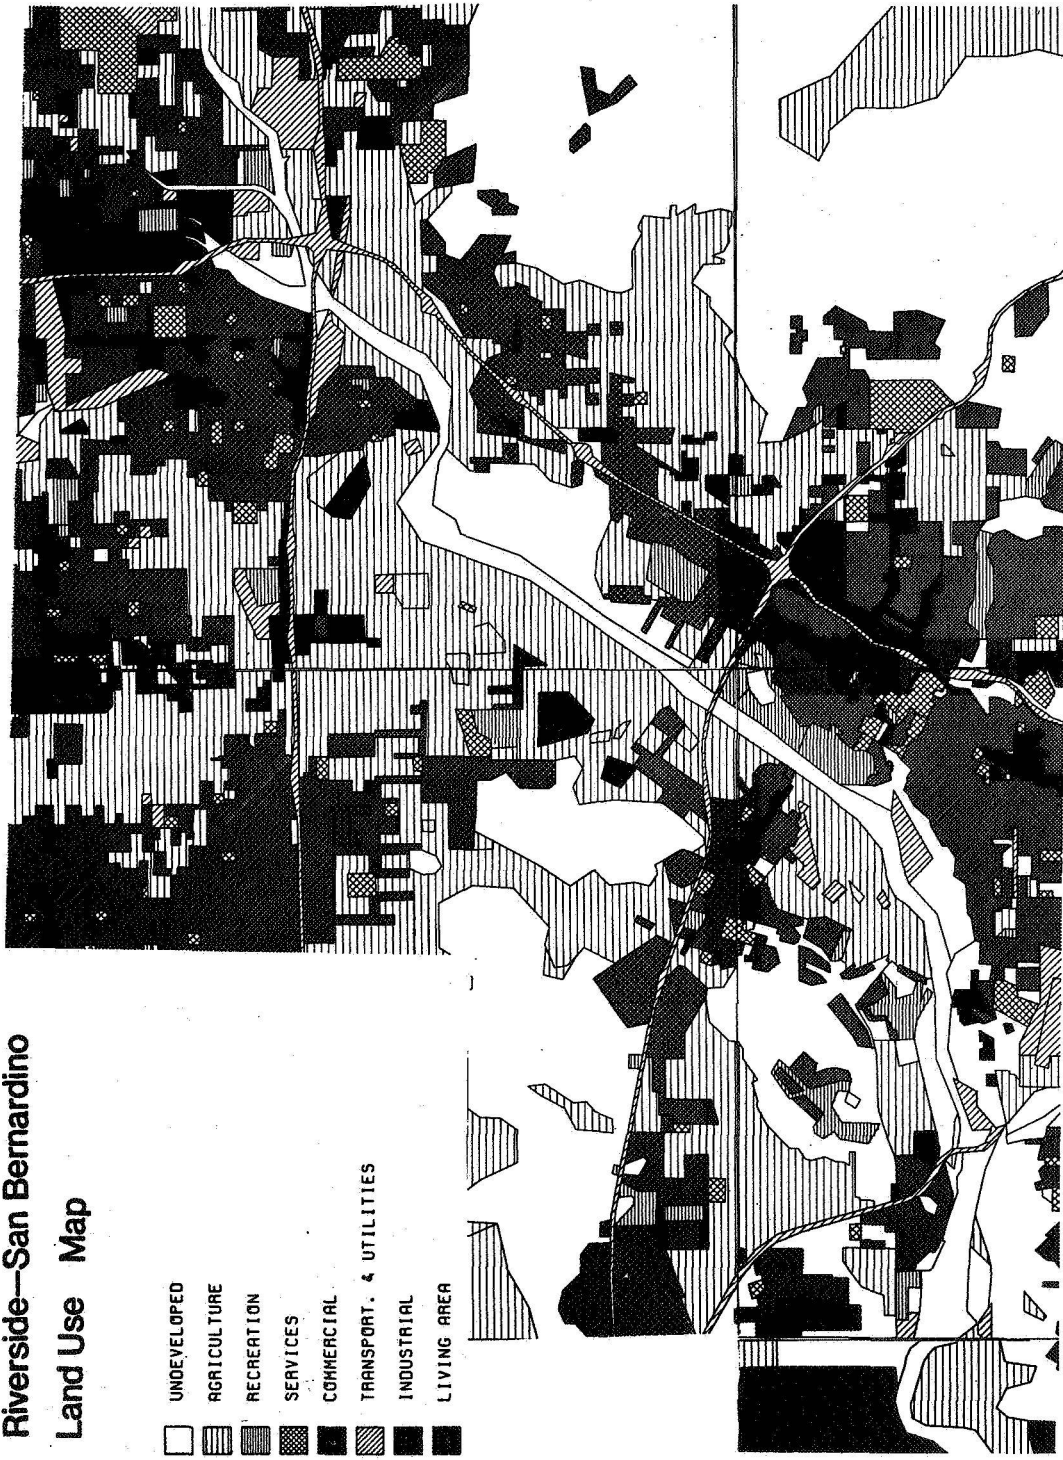 Riverside—San Bernardino
Land Use Map
UNDEVELOPED
AGRICULTURE
RECREATION
SERVICES
COMMERCIAL
TRANSPORT. & UTILITIES
INDUSTRIAL
LIVING AREA